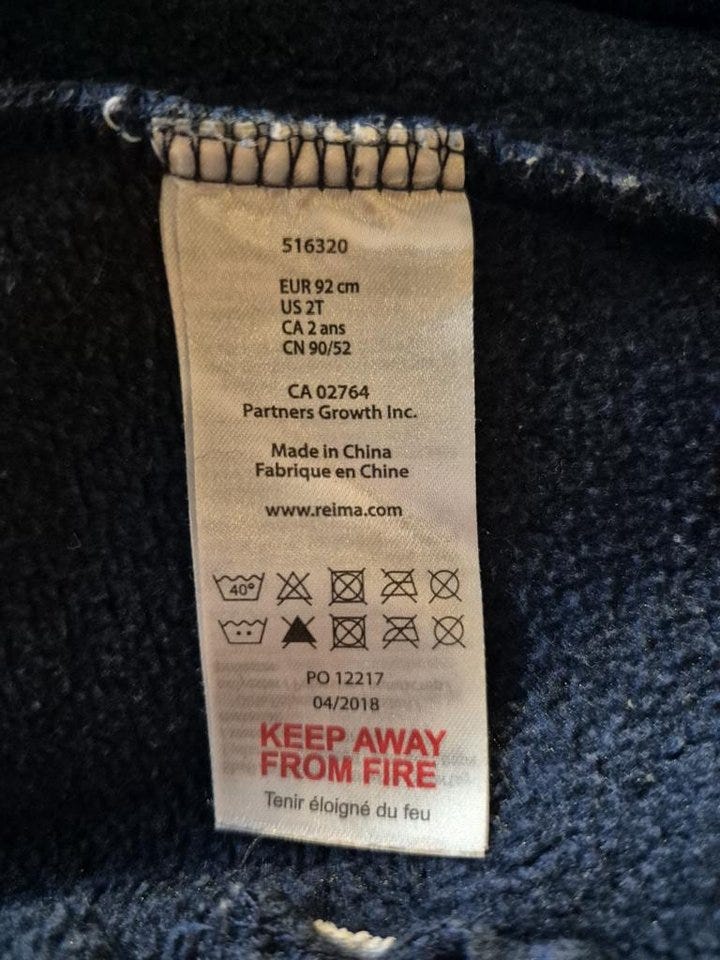 516320
EUR 92 cm
US 2T
CA 2 ans
CN 90/52
CA 02764
Partners Growth Inc.
Made in China
Fabrique en Chine
www.reima.com
40°
PO 12217
04/2018
KEEP AWAY
FROM FIRE
Tenir éloigné du feu